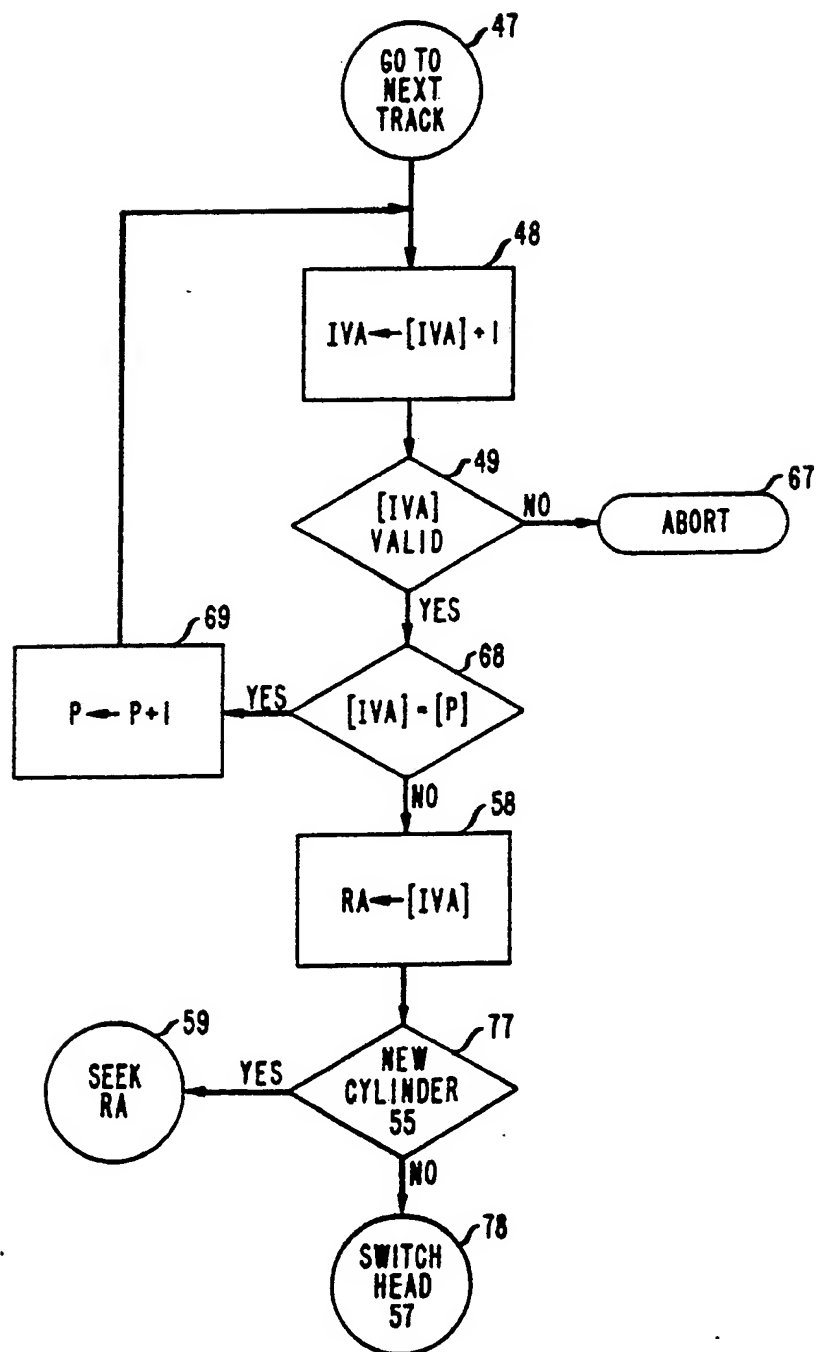 47
GO TO
NEXT
TRACK
48
IVA←[IVA]+1
49
[IVA]
VALID
NO
67
ABORT
YES
69
P←P+1
YES
68
[IVA]=[P]
NO
58
RA←[IVA]
59
SEEK
RA
YES
77
NEW
CYLINDER
55
NO
78
SWITCH
HEAD
57